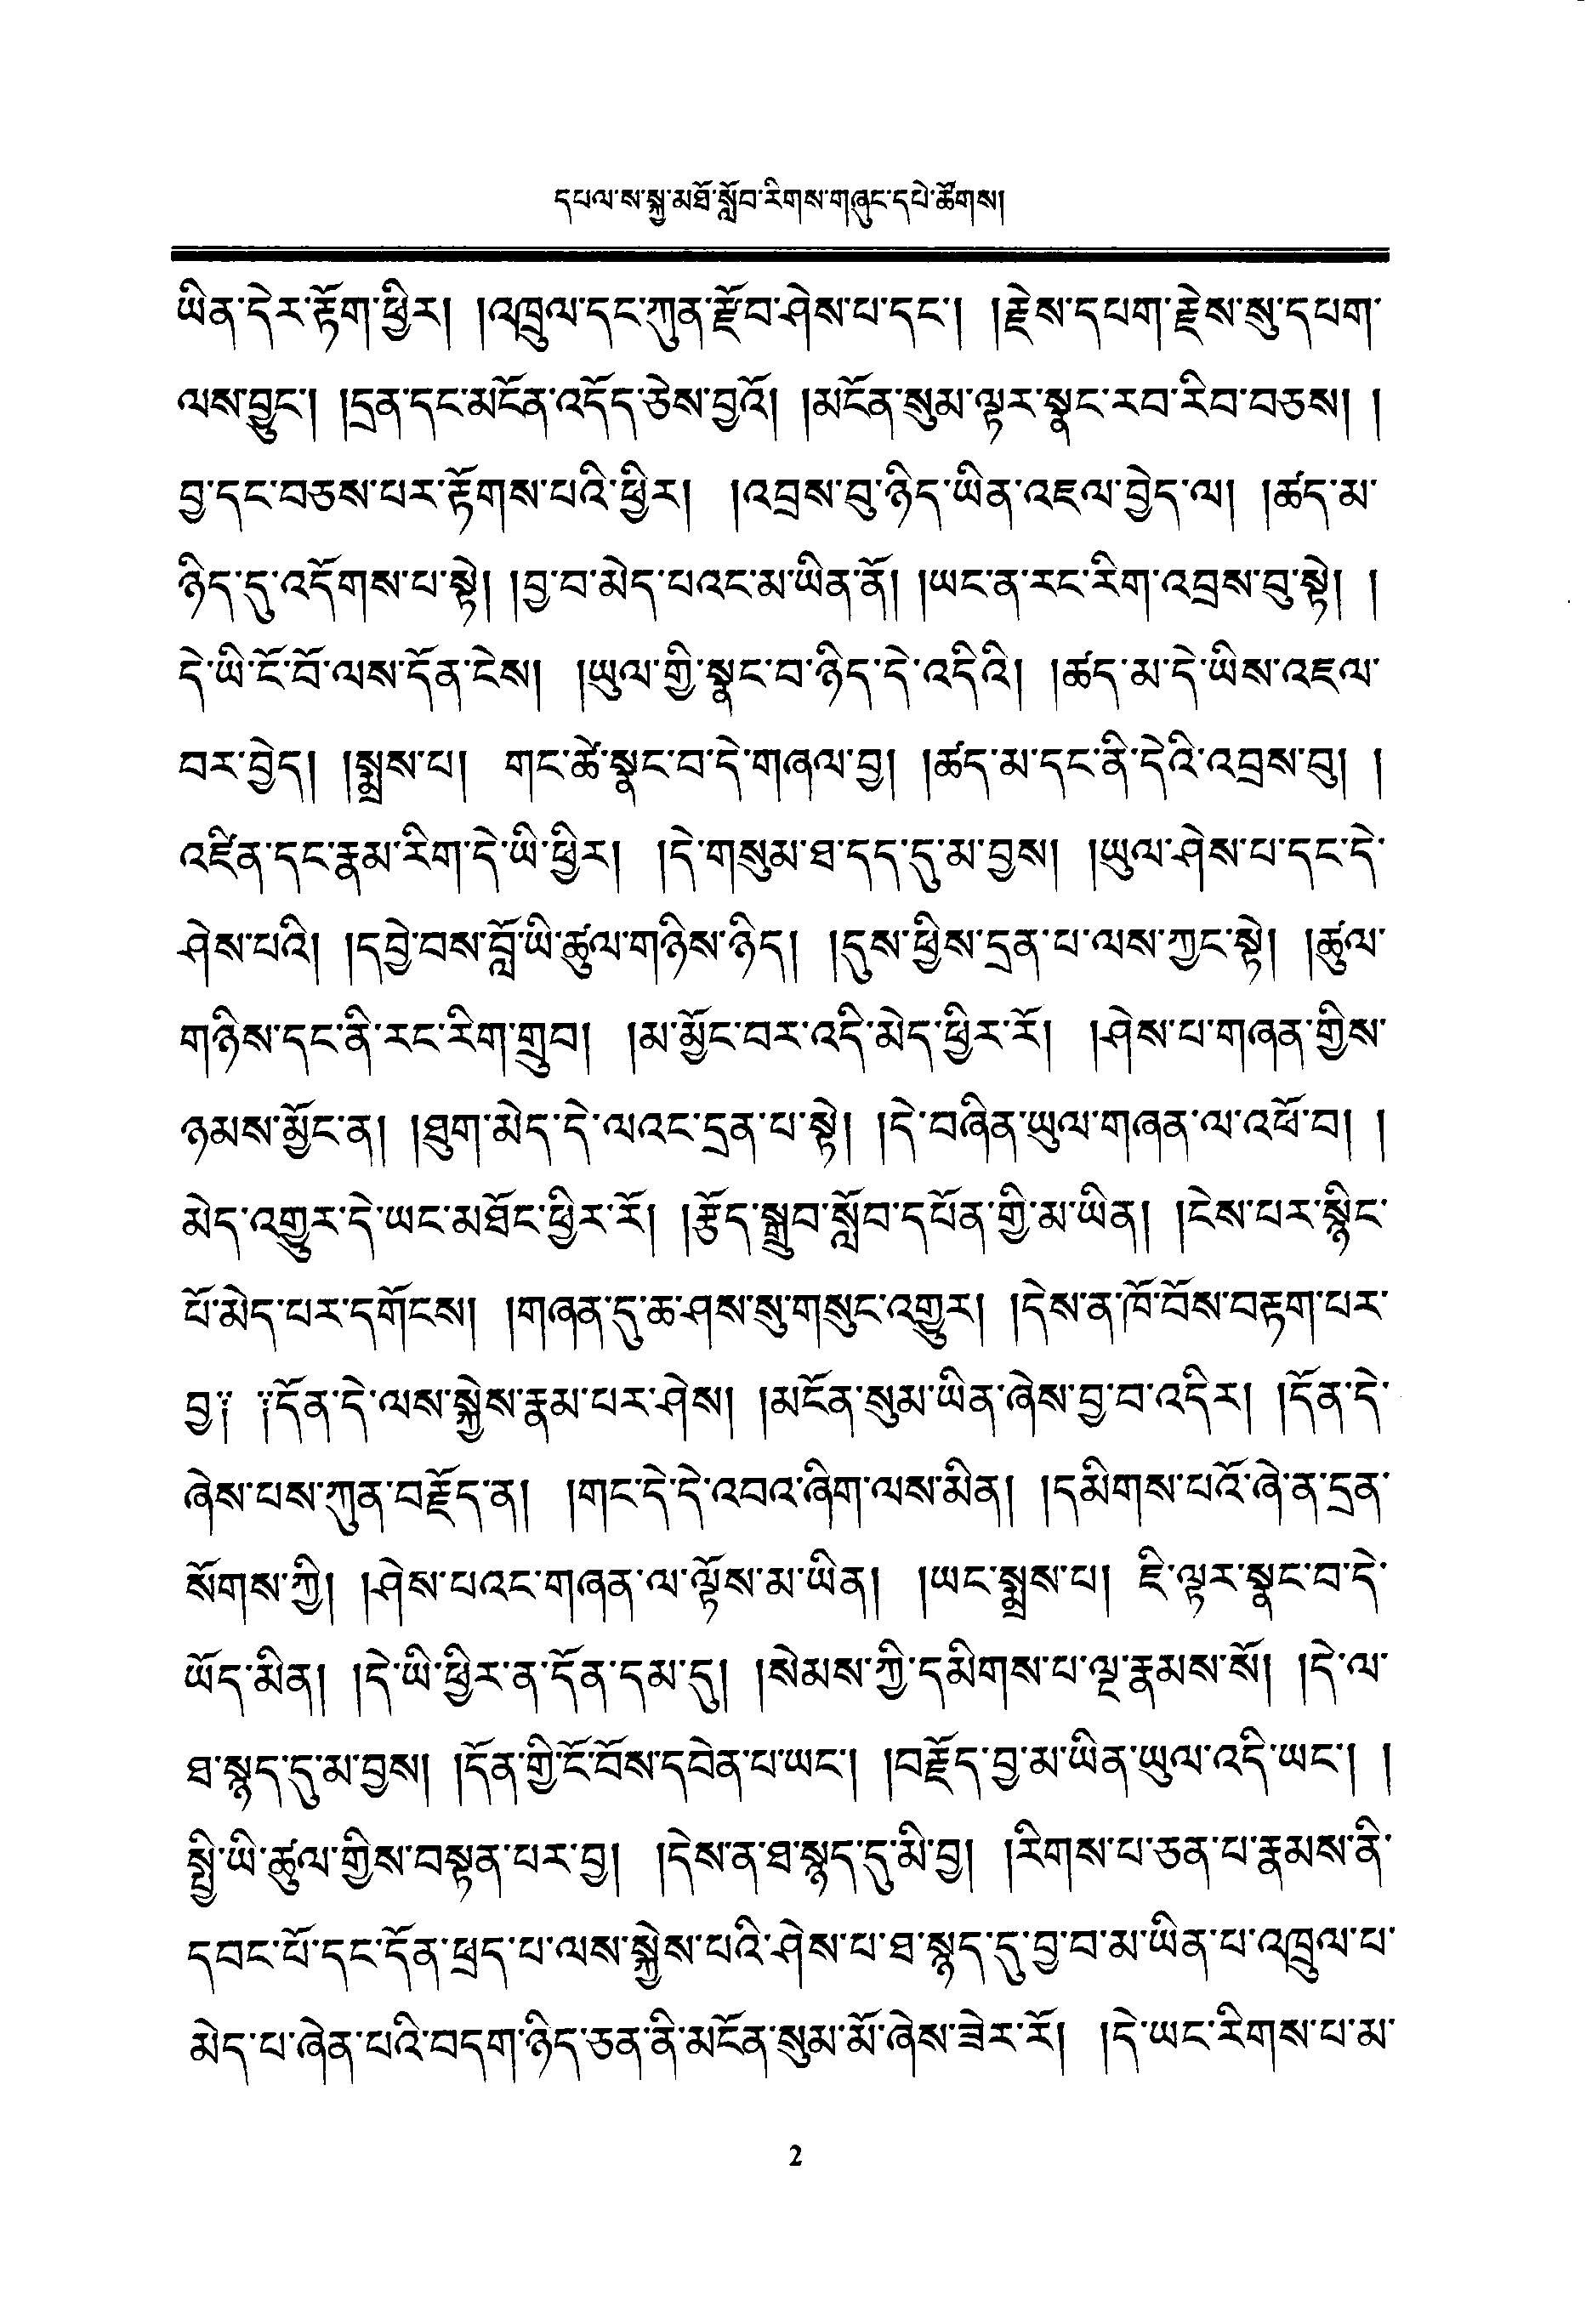 དཔལ་ས་སྐྱ་མཐོ་སློབ་རིགས་གཞུང་དཔེ་ཚོགས།
ཡིན་དེར་རྟོག་ཕྱིར། །འཁྲུལ་དང་ཀུན་རྫོབ་ཤེས་པ་དང་། །རྗེས་དཔག་རྗེས་སུ་དཔག་
ལས་བྱུང་། །དྲན་དང་མངོན་འདོད་ཅེས་བྱའོ། །མངོན་སུམ་ལྟར་སྣང་རབ་རིབ་བཅས། །
བྱ་དང་བཅས་པར་རྟོགས་པའི་ཕྱིར། །འབྲས་བུ་ཉིད་ཡིན་འཇལ་བྱེད་ལ། །ཚད་མ་
ཉིད་དུ་འདོགས་པ་སྟེ། །བྱ་བ་མེད་པའང་མ་ཡིན་ནོ། །ཡང་ན་རང་རིག་འབྲས་བུ་སྟེ། །
དེ་ཡི་ངོ་བོ་ལས་དོན་ངེས། །ཡུལ་གྱི་སྣང་བ་ཉིད་དེ་འདིའི། །ཚད་མ་དེ་ཡིས་འཇལ་
བར་བྱེད། །སྨྲས་པ། གང་ཚེ་སྣང་བ་དེ་གཞལ་བྱ། །ཚད་མ་དང་ནི་དེའི་འབྲས་བུ། །
འཛིན་དང་རྣམ་རིག་དེ་ཡི་ཕྱིར། །དེ་གསུམ་ཐ་དད་དུ་མ་བྱས། །ཡུལ་ཤེས་པ་དང་དེ་
ཤེས་པའི། །དབྱེ་བས་བློ་ཡི་ཚུལ་གཉིས་ཉིད། །དུས་ཕྱིས་དྲན་པ་ལས་ཀྱང་སྟེ། །ཚུལ་
གཉིས་དང་ནི་རང་རིག་གྲུབ། །མ་མྱོང་བར་འདི་མེད་ཕྱིར་རོ། །ཤེས་པ་གཞན་གྱིས་
ཉམས་མྱོང་ན། །ཐུག་མེད་དེ་ལའང་དྲན་པ་སྟེ། །དེ་བཞིན་ཡུལ་གཞན་ལ་འཕོ་བ། །
མེད་འགྱུར་དེ་ཡང་མཐོང་ཕྱིར་རོ། །རྩོད་སྒྲུབ་སློབ་དཔོན་གྱི་མ་ཡིན། །ངེས་པར་སྙིང་
པོ་མེད་པར་དགོངས། །གཞན་དུ་ཆ་ཤས་སུ་གསུང་འགྱུར། །དེས་ན་ཁོ་བོས་བརྟག་པར་
བྱ༑ ༑དོན་དེ་ལས་སྐྱེས་རྣམ་པར་ཤེས། །མངོན་སུམ་ཡིན་ཞེས་བྱ་བ་འདིར། །དོན་དེ་
ཞེས་པས་ཀུན་བརྗོད་ན། །གང་དེ་དེ་འབའ་ཞིག་ལས་མིན། །དམིགས་པའོ་ཞེ་ན་དྲན་
སོགས་ཀྱི། །ཤེས་པའང་གཞན་ལ་ལྟོས་མ་ཡིན། །ཡང་སྨྲས་པ། ཇི་ལྟར་སྣང་བ་དེ་
ཡོད་མིན། །དེ་ཡི་ཕྱིར་ན་དོན་དམ་དུ། །སེམས་ཀྱི་དམིགས་པ་ལྔ་རྣམས་སོ། །དེ་ལ་
ཐ་སྙད་དུ་མ་བྱས། །དོན་གྱི་ངོ་བོས་དབེན་པ་ཡང་། །བརྗོད་བྱ་མ་ཡིན་ཡུལ་འདི་ཡང་། །
སྤྱི་ཡི་ཚུལ་གྱིས་བསྟན་པར་བྱ། །དེས་ན་ཐ་སྙད་དུ་མི་བྱ། །རིགས་པ་ཅན་པ་རྣམས་ནི་
དབང་པོ་དང་དོན་ཕྲད་པ་ལས་སྐྱེས་པའི་ཤེས་པ་ཐ་སྙད་དུ་བྱ་བ་མ་ཡིན་པ་འཁྲུལ་པ་
མེད་པ་ཞེན་པའི་བདག་ཉིད་ཅན་ནི་མངོན་སུམ་མོ་ཞེས་ཟེར་རོ། །དེ་ཡང་རིགས་པ་མ་
2